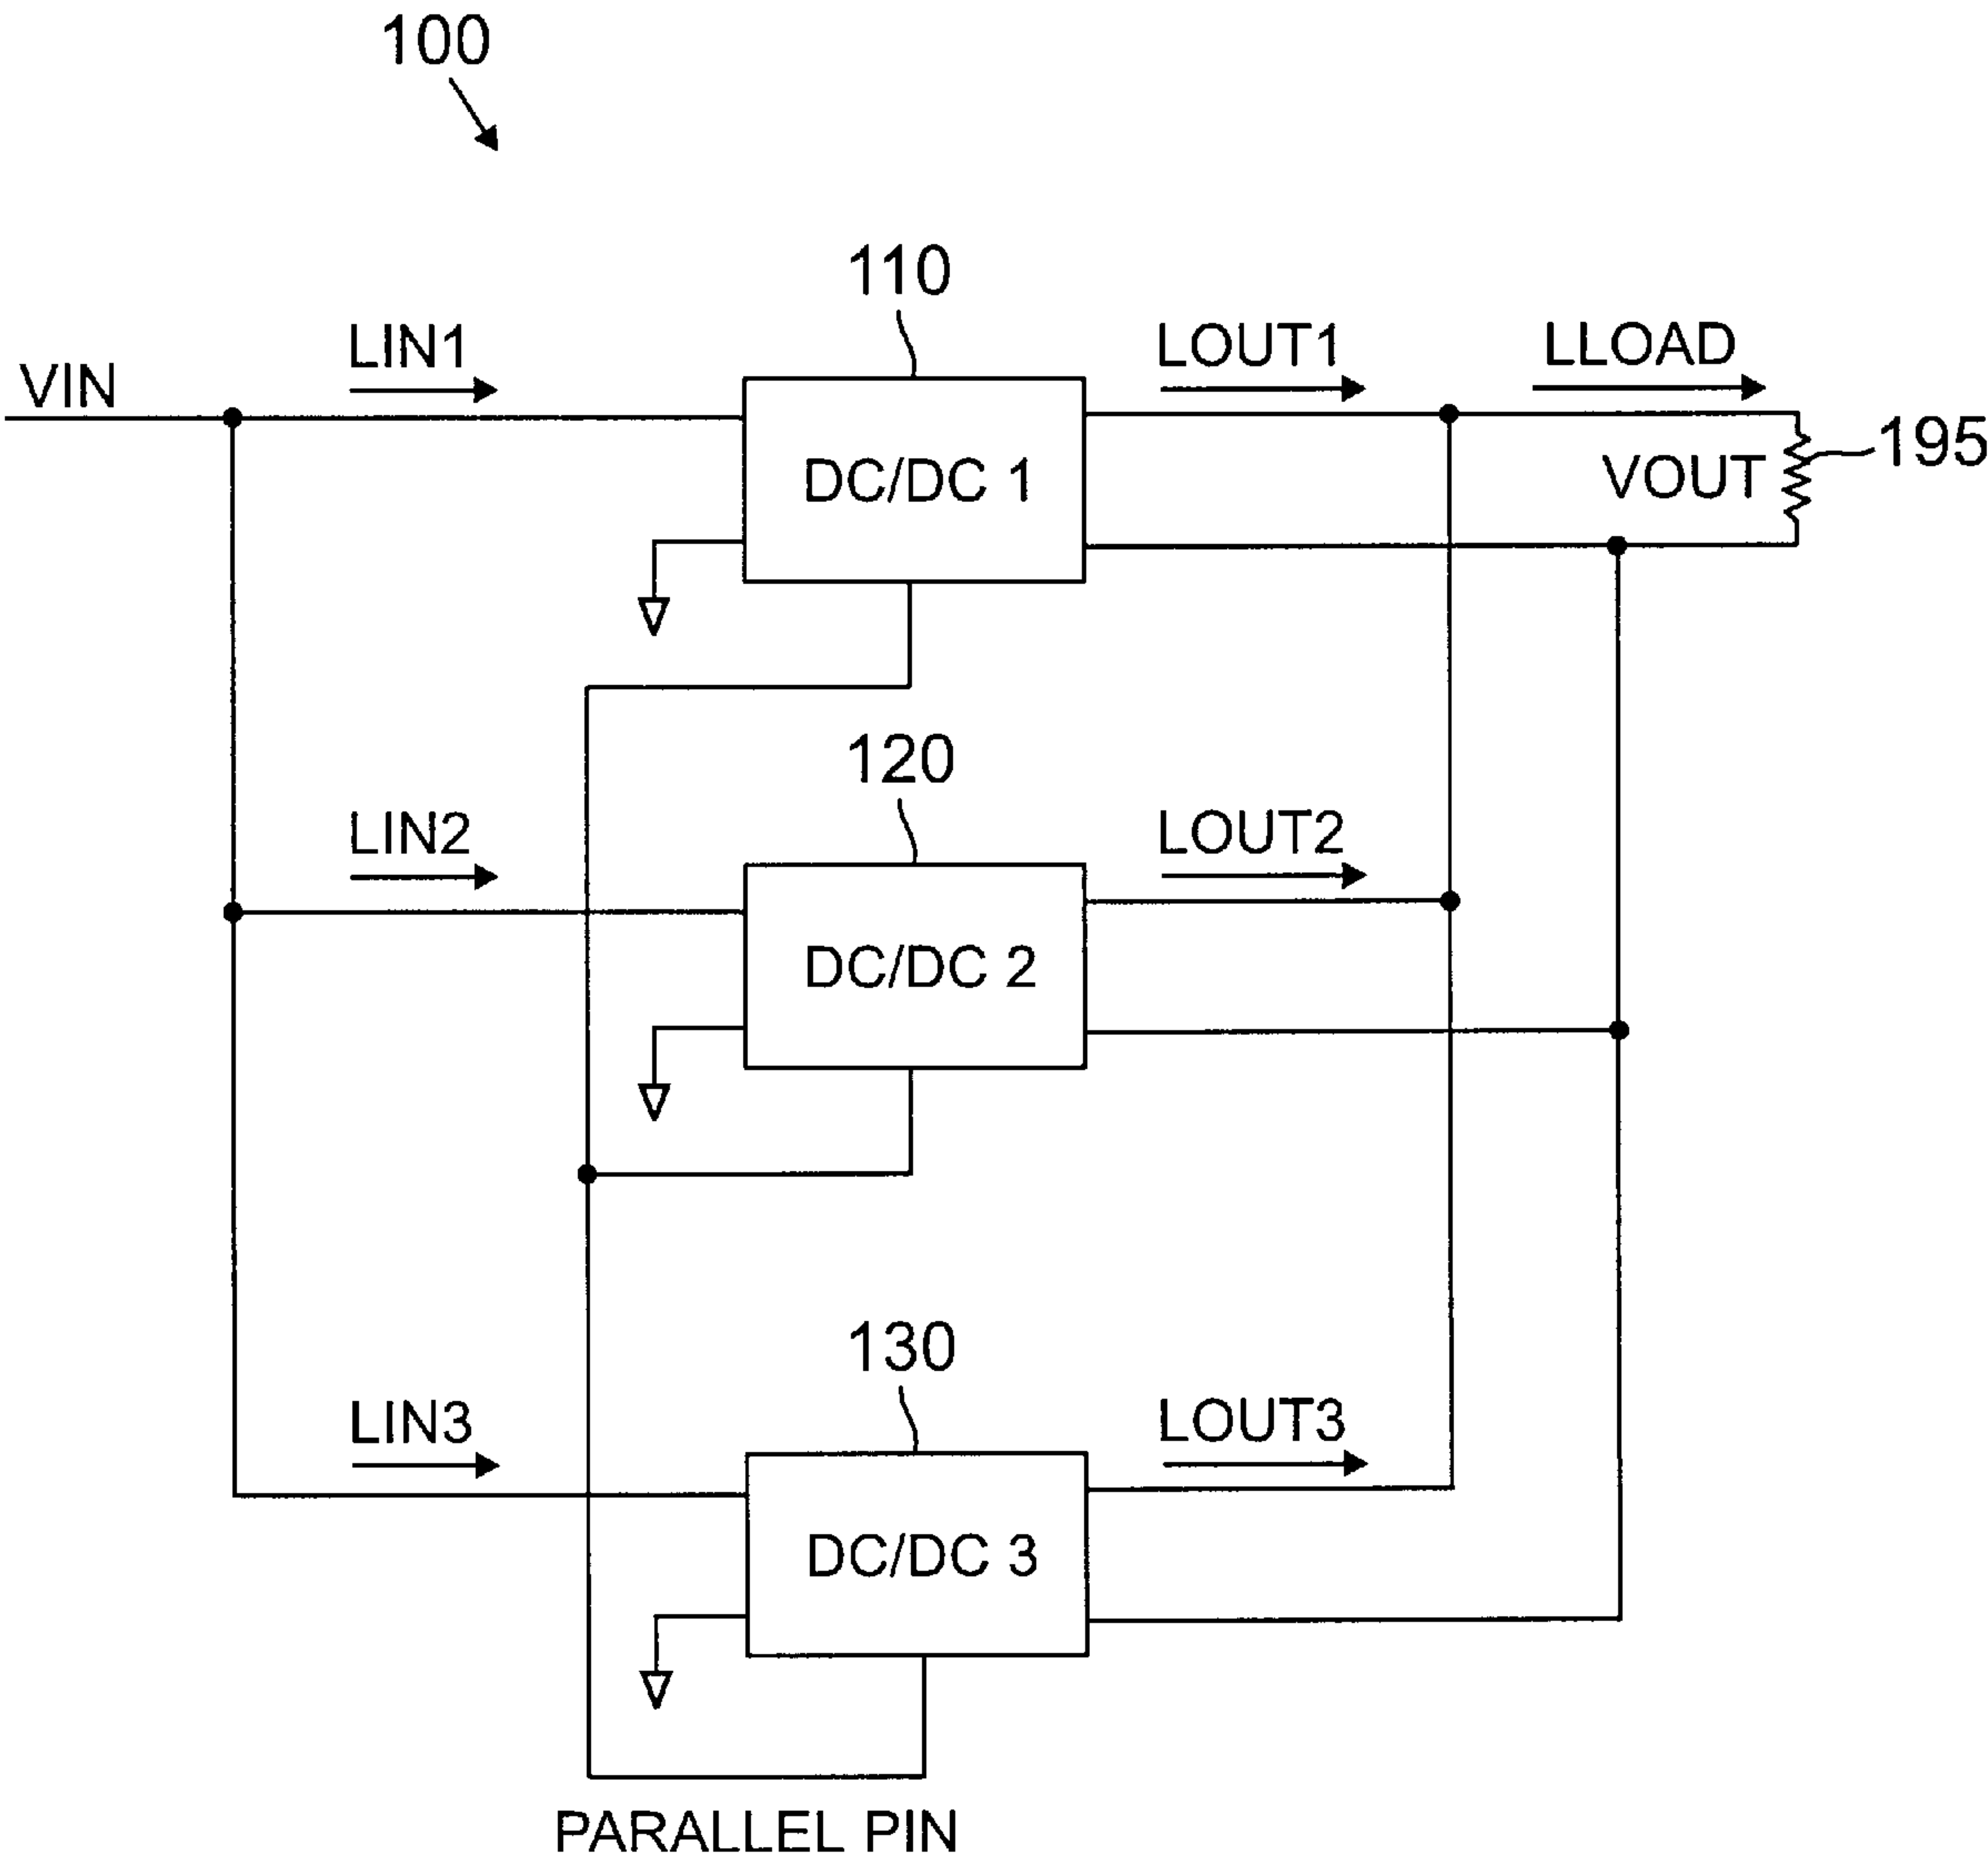 100
110
LIN1
LOUT1
LLOAD
VIN
195
DC/DC 1
VOUT
120
LIN2
LOUT2
DC/DC 2
130
LIN3
LOUT3
DC/DC 3
PARALLEL PIN